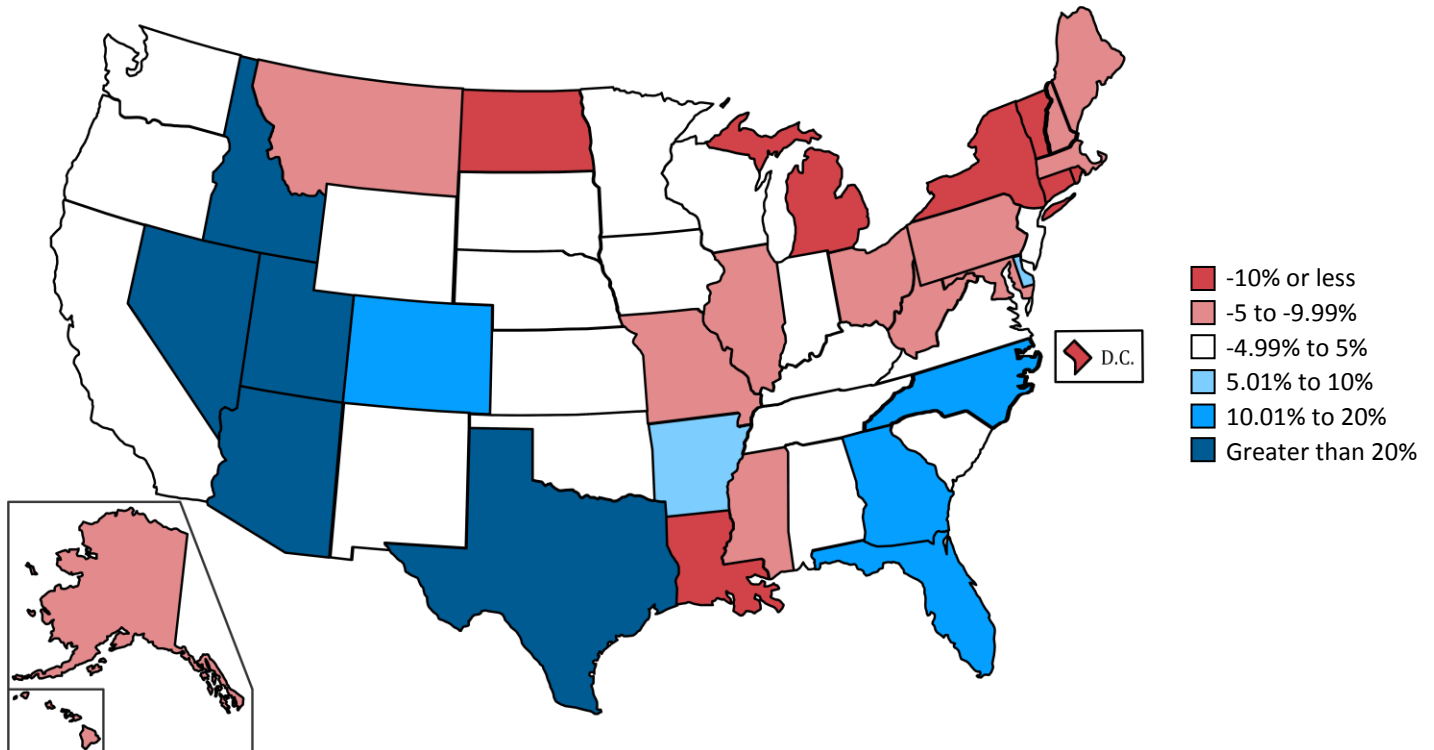 D.C.
-10% or less
-5 to -9.99%
-4.99% to 5%
5.01% to 10%
10.01% to 20%
Greater than 20%